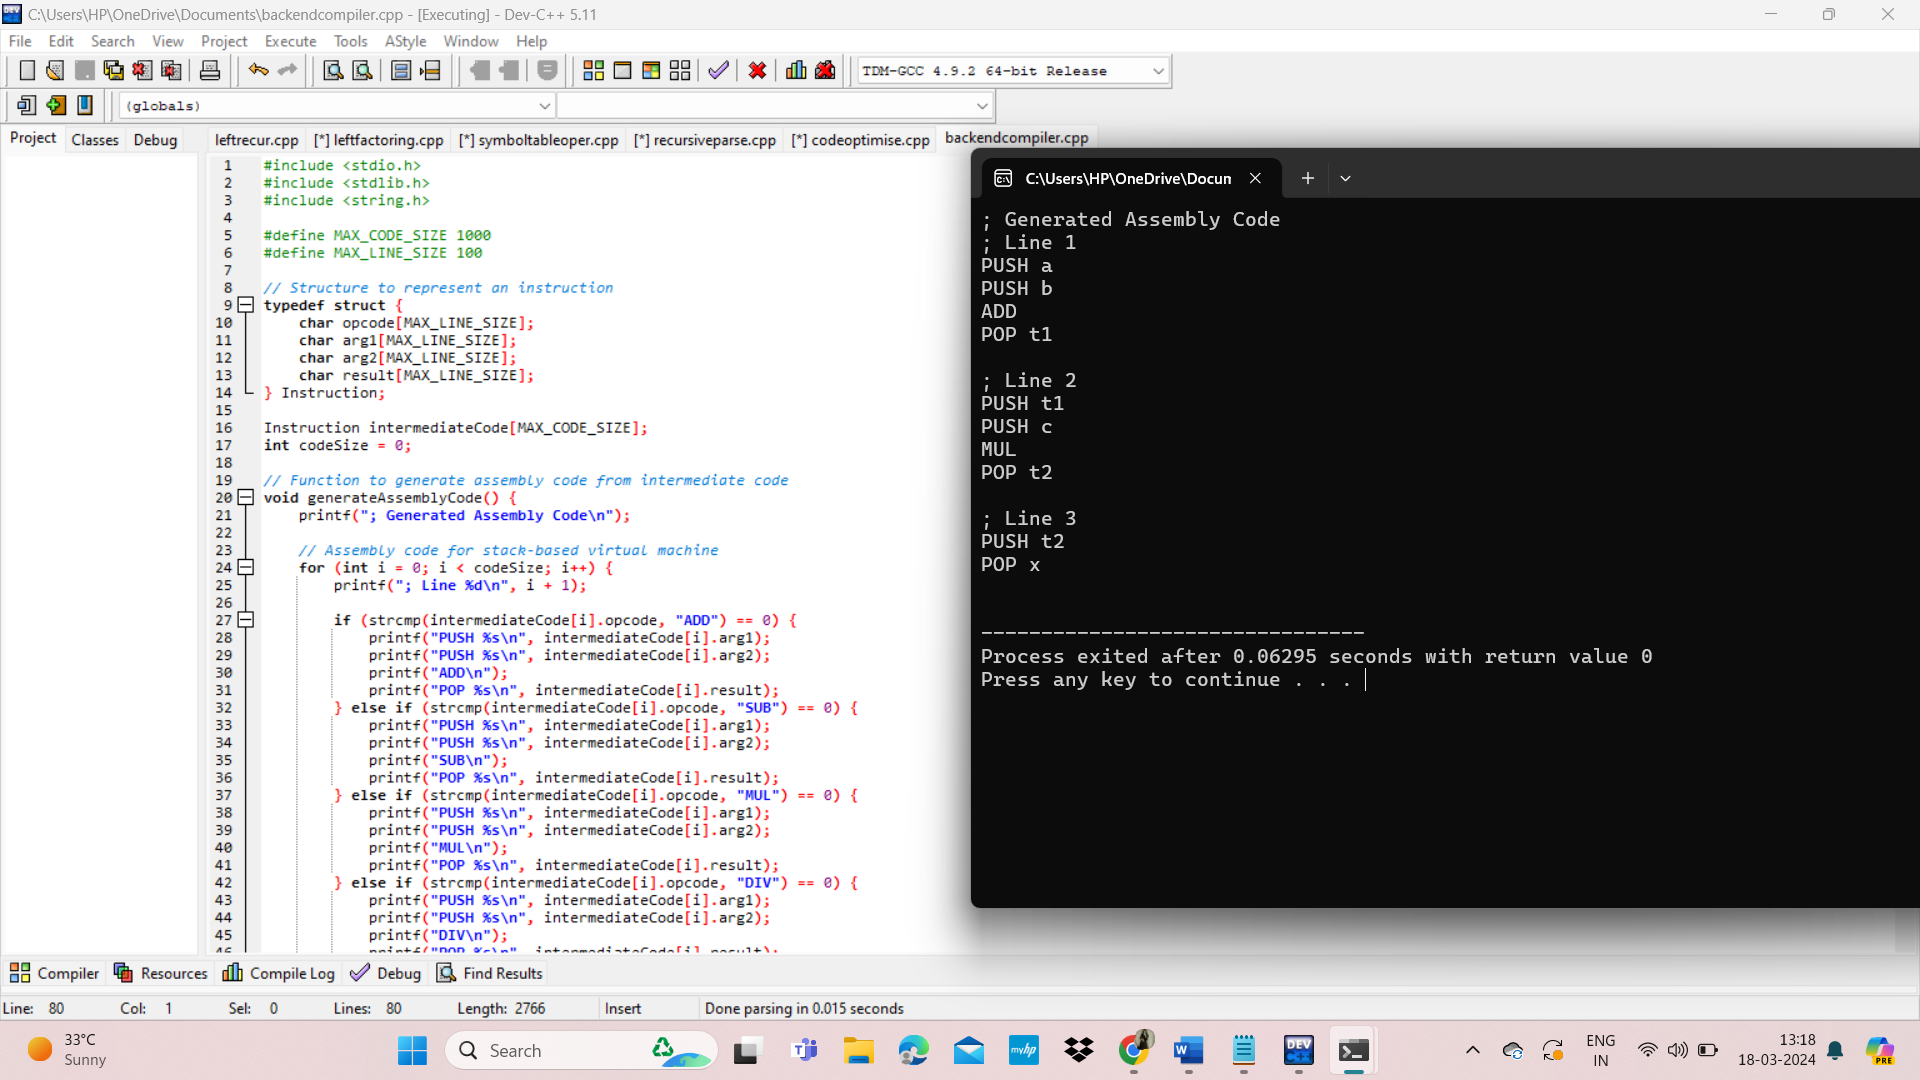 C:\Users\HP\OneDrive\Documents\backendcompiler.cpp - [Executing] - Dev-C++ 5.11
File Edit Search View Project Execute Tools AStyle Window Help
TDM-GCC 4.9.2 64-bit Release
(globals)
Project Classes Debug
leftrecur.cpp [*] leftfactoring.cpp [*] symboltableoper.cpp [*] recursiveparse.cpp [*] codeoptimise.cpp backendcompiler.cpp
1 #include <stdio.h>
2 #include <stdlib.h>
3 #include <string.h>
4
5 #define MAX_CODE_SIZE 1000
6 #define MAX_LINE_SIZE 100
7
8 // Structure to represent an instruction
9 typedef struct {
10 char opcode[MAX_LINE_SIZE];
11 char arg1[MAX_LINE_SIZE];
12 char arg2[MAX_LINE_SIZE];
13 char result[MAX_LINE_SIZE];
14 } Instruction;
15
16 Instruction intermediateCode[MAX_CODE_SIZE];
17 int codeSize = 0;
18
19 // Function to generate assembly code from intermediate code
20 void generateAssemblyCode() {
21 printf("; Generated Assembly Code\n");
22
23 // Assembly code for stack-based virtual machine
24 for (int i = 0; i < codeSize; i++) {
25 printf("; Line %d\n", i + 1);
26
27 if (strcmp(intermediateCode[i].opcode, "ADD") == 0) {
28 printf("PUSH %s\n", intermediateCode[i].arg1);
29 printf("PUSH %s\n", intermediateCode[i].arg2);
30 printf("ADD\n");
31 printf("POP %s\n", intermediateCode[i].result);
32 } else if (strcmp(intermediateCode[i].opcode, "SUB") == 0) {
33 printf("PUSH %s\n", intermediateCode[i].arg1);
34 printf("PUSH %s\n", intermediateCode[i].arg2);
35 printf("SUB\n");
36 printf("POP %s\n", intermediateCode[i].result);
37 } else if (strcmp(intermediateCode[i].opcode, "MUL") == 0) {
38 printf("PUSH %s\n", intermediateCode[i].arg1);
39 printf("PUSH %s\n", intermediateCode[i].arg2);
40 printf("MUL\n");
41 printf("POP %s\n", intermediateCode[i].result);
42 } else if (strcmp(intermediateCode[i].opcode, "DIV") == 0) {
43 printf("PUSH %s\n", intermediateCode[i].arg1);
44 printf("PUSH %s\n", intermediateCode[i].arg2);
45 printf("DIV\n");
46 printf("POP %s\n", intermediateCode[i].result);
C:\Users\HP\OneDrive\Docun
; Generated Assembly Code
; Line 1
PUSH a
PUSH b
ADD
POP t1
; Line 2
PUSH t1
PUSH c
MUL
POP t2
; Line 3
PUSH t2
POP x
--------------------------------
Process exited after 0.06295 seconds with return value 0
Press any key to continue . . .
Compiler Resources Compile Log Debug Find Results
Line: 80 Col: 1 Sel: 0 Lines: 80 Length: 2766 Insert Done parsing in 0.015 seconds
33°C
Sunny
Search
myhp
DEV
C++
ENG
IN
13:18
18-03-2024
PRE